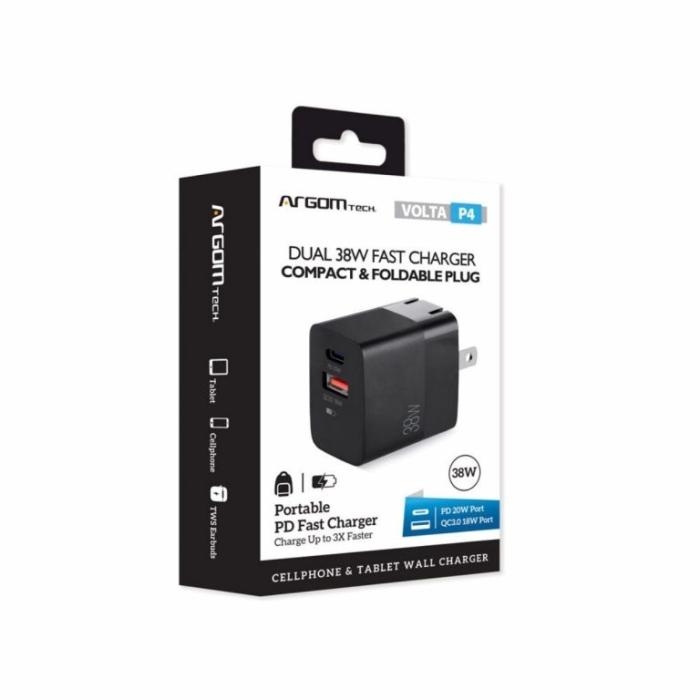 ARGOM TECH.
VOLTA P4
DUAL 38W FAST CHARGER
COMPACT & FOLDABLE PLUG
38W
38W
Portable
PD Fast Charger
Charge Up to 3X Faster
PD 20W Port
QC3.0 18W Port
CELLPHONE & TABLET WALL CHARGER
ARGOM TECH.
Tablet
Cellphone
TWS Earbuds